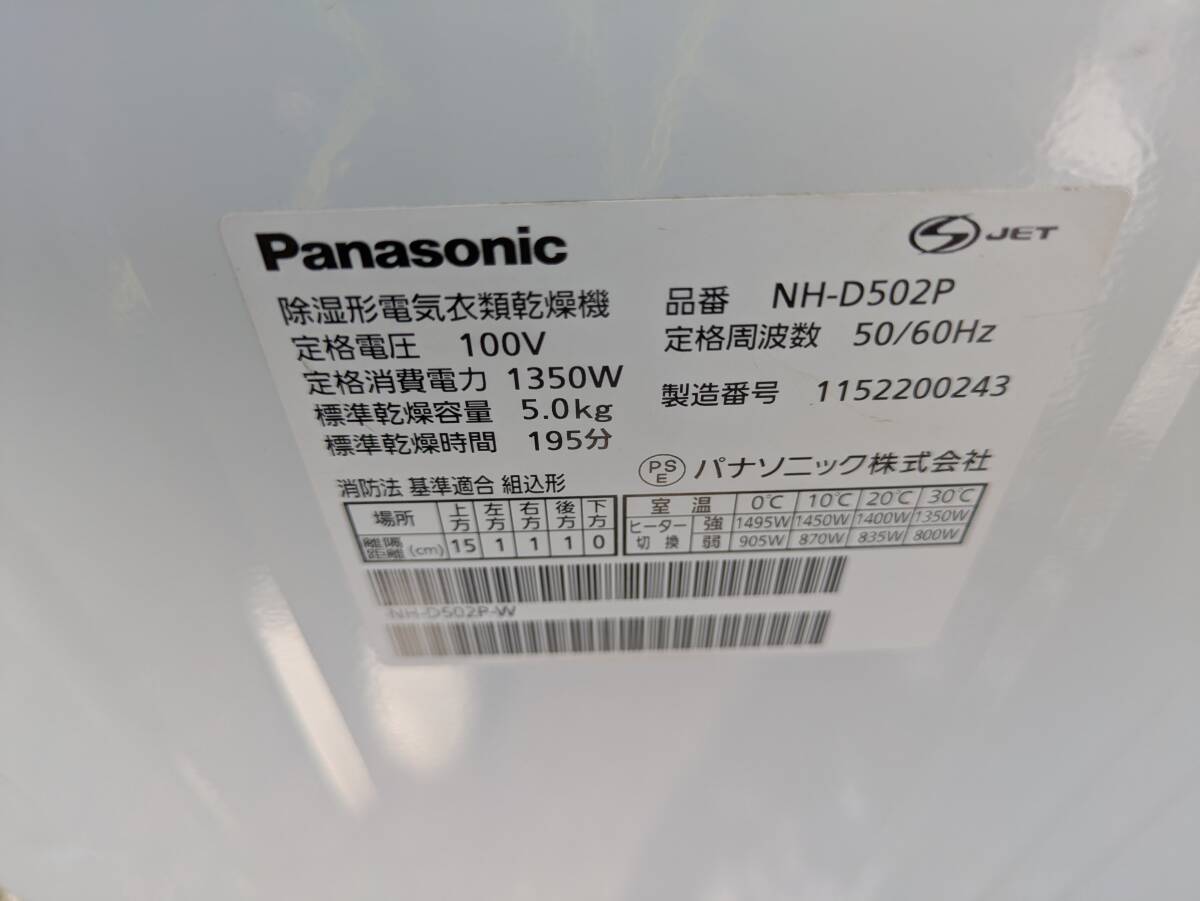 Panasonic
S JET
除湿形電気衣類乾燥機 品番 NH-D502P
定格電圧 100V 定格周波数 50/60Hz
定格消費電力 1350W
標準乾燥容量 5.0kg 製造番号 1152200243
標準乾燥時間 195分
PSE パナソニック株式会社
消防法 基準適合 組込形
場所 上方 左方 右方 後方 下方
離隔距離(cm) 15 1 1 1 0
室温 0℃ 10℃ 20℃ 30℃
ヒーター切換 強 1495W 1450W 1400W 1350W
弱 905W 870W 835W 800W
NH-D502P-W